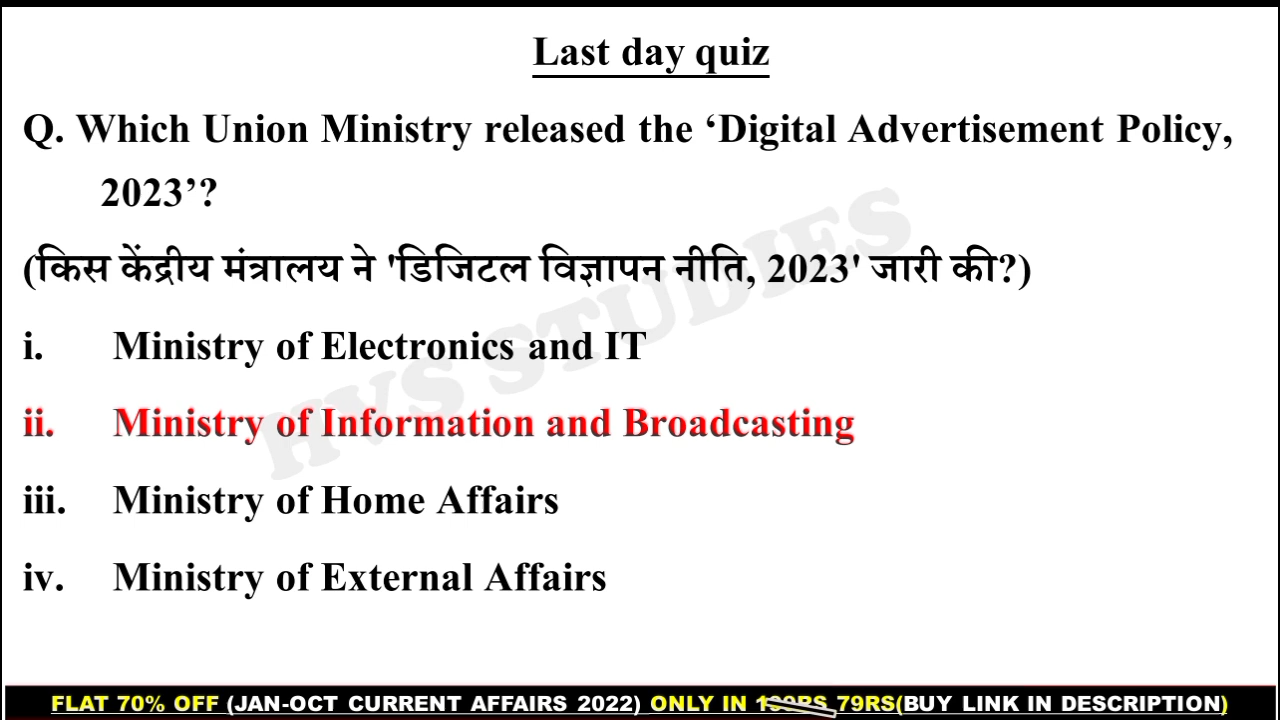 Last day quiz
Q. Which Union Ministry released the ‘Digital Advertisement Policy,
2023’?
(किस केंद्रीय मंत्रालय ने 'डिजिटल विज्ञापन नीति, 2023' जारी की?)
i. Ministry of Electronics and IT
ii. Ministry of Information and Broadcasting
iii. Ministry of Home Affairs
iv. Ministry of External Affairs
HVS STUDIES
FLAT 70% OFF (JAN-OCT CURRENT AFFAIRS 2022) ONLY IN 79RS(BUY LINK IN DESCRIPTION)